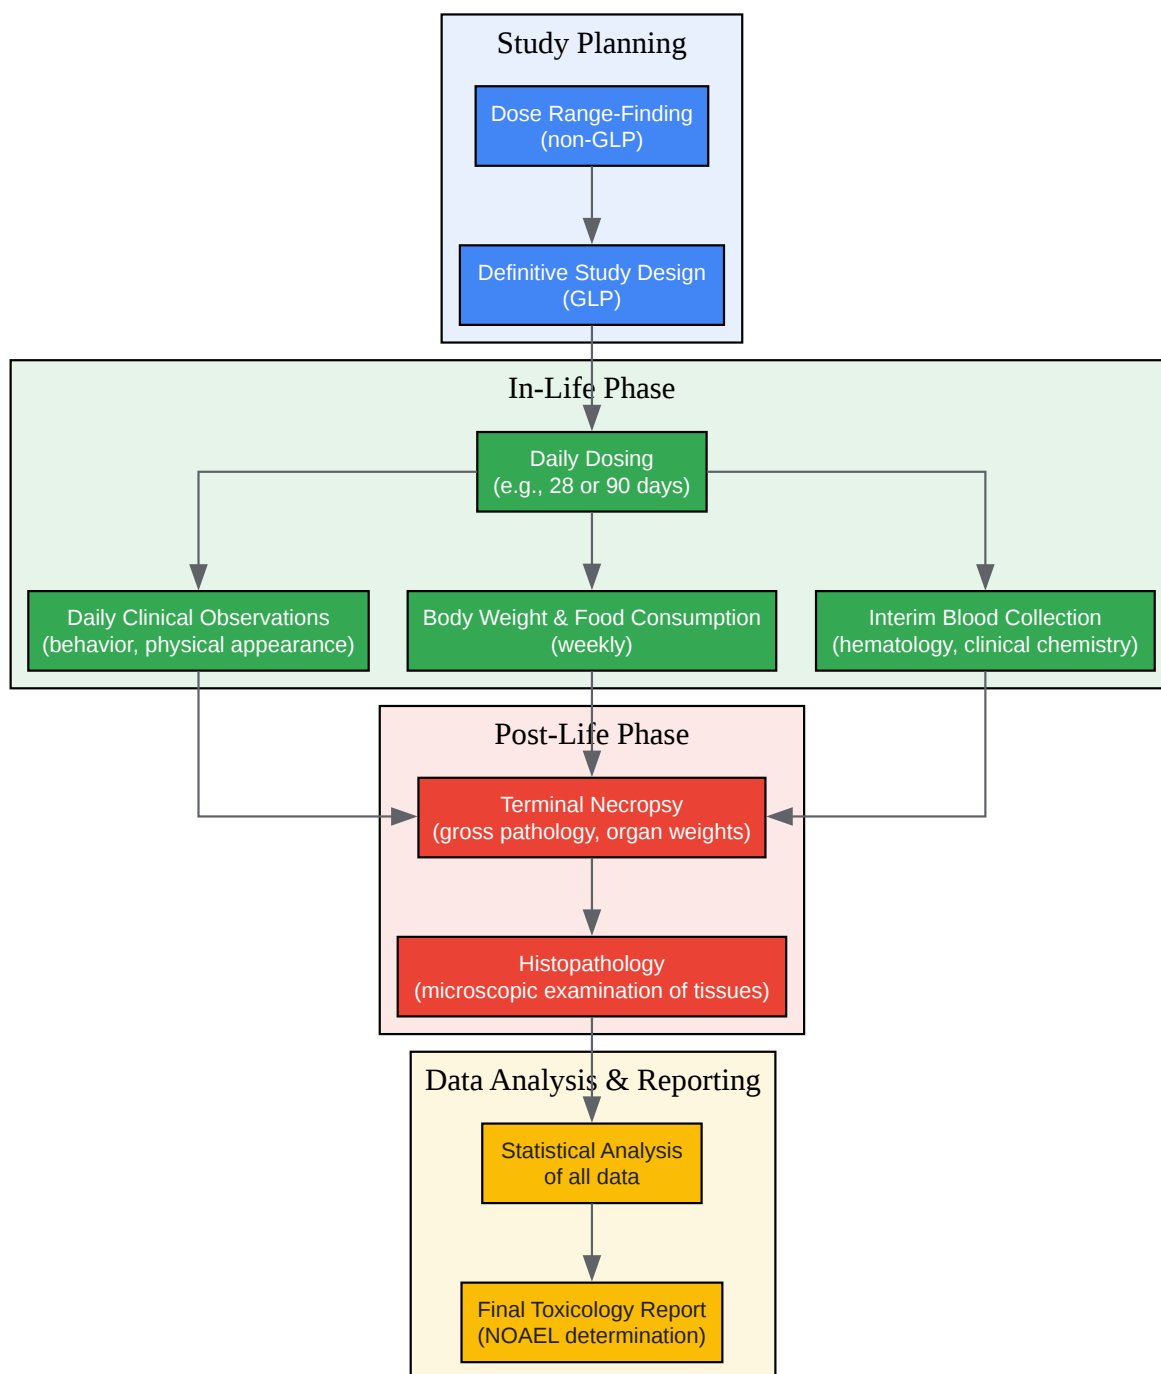 Study Planning
Dose Range-Finding
(non-GLP)
Definitive Study Design
(GLP)
In-Life Phase
Daily Dosing
(e.g., 28 or 90 days)
Daily Clinical Observations
(behavior, physical appearance)
Body Weight & Food Consumption
(weekly)
Interim Blood Collection
(hematology, clinical chemistry)
Post-Life Phase
Terminal Necropsy
(gross pathology, organ weights)
Histopathology
(microscopic examination of tissues)
Data Analysis & Reporting
Statistical Analysis
of all data
Final Toxicology Report
(NOAEL determination)